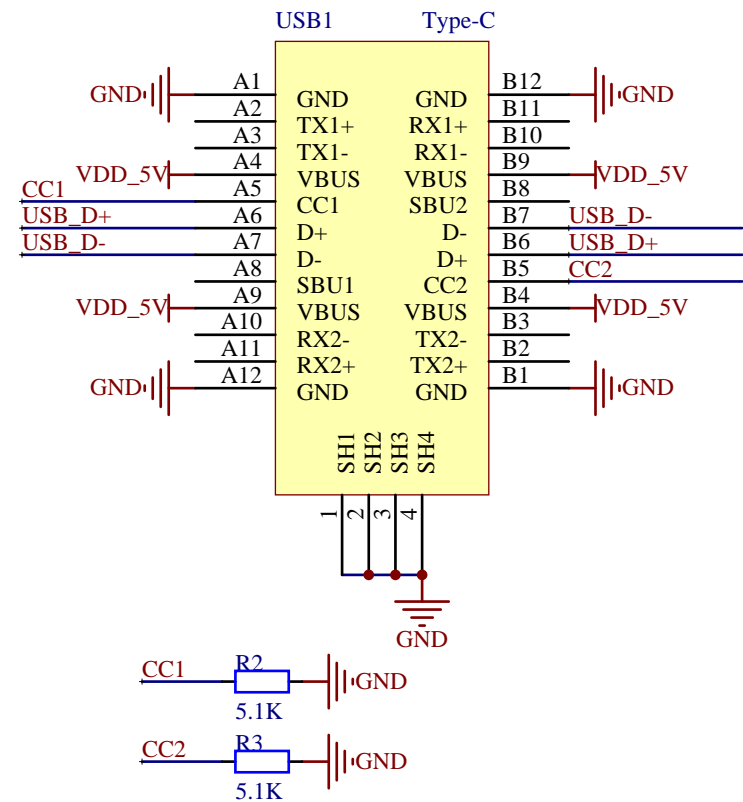 USB1 Type-C
GND A1 GND GND B12 GND
A2 TX1+ RX1+ B11
A3 TX1- RX1- B10
VDD_5V A4 VBUS VBUS B9 VDD_5V
CC1 A5 CC1 SBU2 B8
USB_D+ A6 D+ D- B7 USB_D-
USB_D- A7 D- D+ B6 USB_D+
A8 SBU1 CC2 B5 CC2
VDD_5V A9 VBUS VBUS B4 VDD_5V
A10 RX2- TX2- B3
A11 RX2+ TX2+ B2
GND A12 GND GND B1 GND
SH1 SH2 SH3 SH4
1 2 3 4
GND
CC1 R2 GND
5.1K
CC2 R3 GND
5.1K